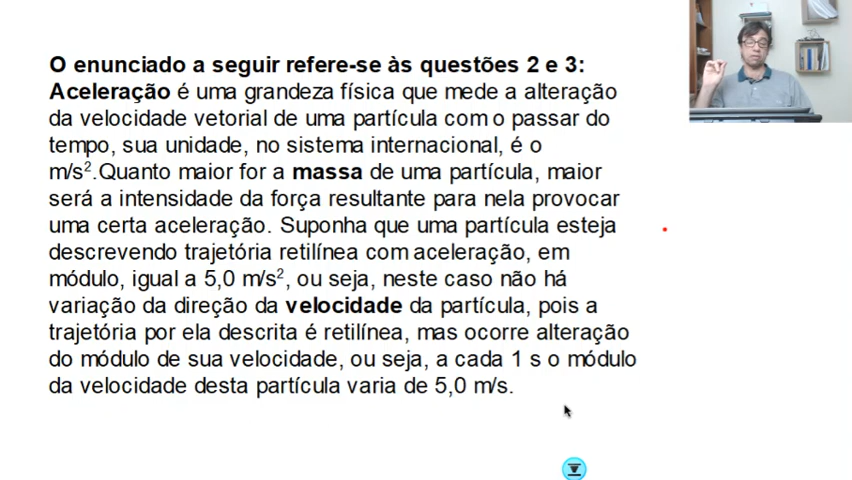 O enunciado a seguir refere-se às questões 2 e 3:
Aceleração é uma grandeza física que mede a alteração
da velocidade vetorial de uma partícula com o passar do
tempo, sua unidade, no sistema internacional, é o
m/s².Quanto maior for a massa de uma partícula, maior
será a intensidade da força resultante para nela provocar
uma certa aceleração. Suponha que uma partícula esteja
descrevendo trajetória retilínea com aceleração, em
módulo, igual a 5,0 m/s², ou seja, neste caso não há
variação da direção da velocidade da partícula, pois a
trajetória por ela descrita é retilínea, mas ocorre alteração
do módulo de sua velocidade, ou seja, a cada 1 s o módulo
da velocidade desta partícula varia de 5,0 m/s.